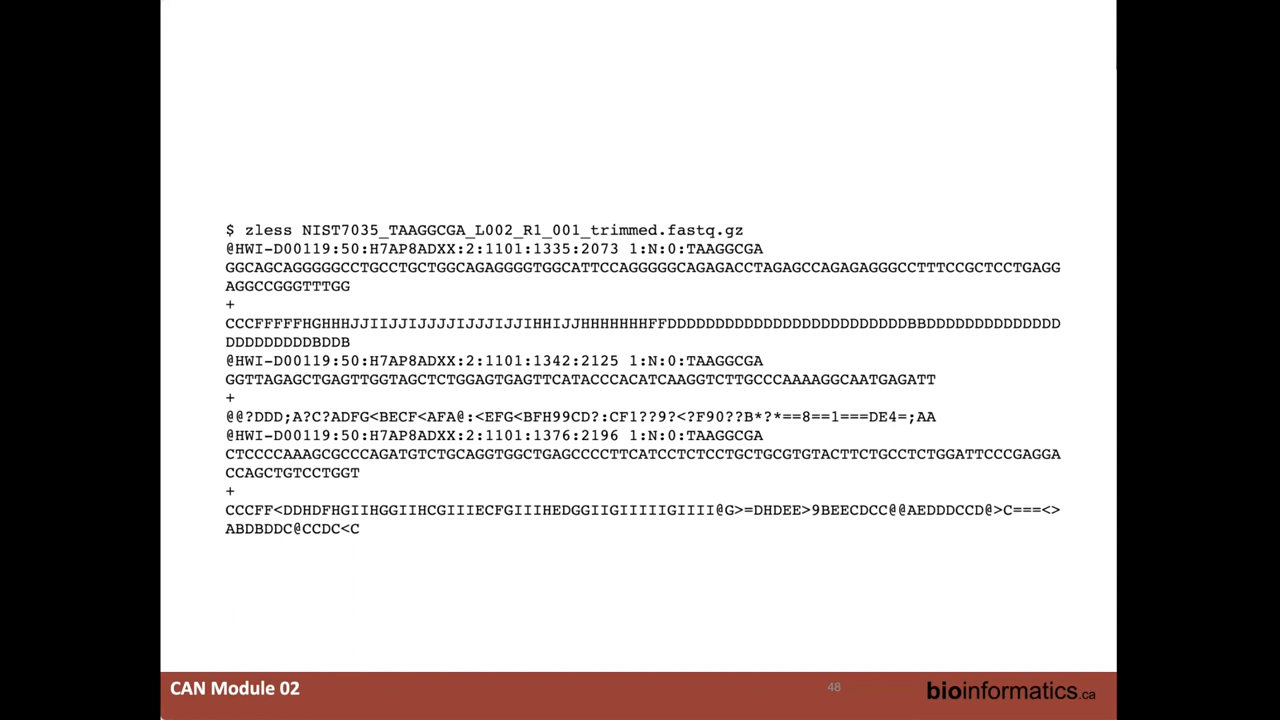 $ zless NIST7035_TAAGGCGA_L002_R1_001_trimmed.fastq.gz
@HWI-D00119:50:H7AP8ADXX:2:1101:1335:2073 1:N:0:TAAGGCGA
GGCAGCAGGGGGCCTGCCTGCTGGCAGAGGGGTGGCATTCCAGGGGGCAGAGACCTAGAGCCAGAGAGGGCCTTTCCGCTCCTGAGG
AGGCCGGGTTTGG
+
CCCFFFFFHGHHHJJIIJJIJJJJIJJJIJJIHHIJJHHHHHHHFFDDDDDDDDDDDDDDDDDDDDDDDDDBBDDDDDDDDDDDDDD
DDDDDDDDDBDDB
@HWI-D00119:50:H7AP8ADXX:2:1101:1342:2125 1:N:0:TAAGGCGA
GGTTAGAGCTGAGTTGGTAGCTCTGGAGTGAGTTCATACCCACATCAAGGTCTTGCCCAAAAGGCAATGAGATT
+
@@?DDD;A?C?ADFG<BECF<AFA@:<EFG<BFH99CD?:CF1??9?<?F90??B*?*==8==1===DE4=;AA
@HWI-D00119:50:H7AP8ADXX:2:1101:1376:2196 1:N:0:TAAGGCGA
CTCCCCAAAGCGCCCAGATGTCTGCAGGTGGCTGAGCCCCTTCATCCTCTCCTGCTGCGTGTACTTCTGCCTCTGGATTCCCGAGGA
CCAGCTGTCCTGGT
+
CCCFF<DDHDFHGIIHGGIIHCGIIIECFGIIIHEDGGIIGIIIIIGIIII@G>=DHDEE>9BEECDCC@@AEDDDCCD@>C===<>
ABDBDDC@CCDC<C
CAN Module 02
48
bioinformatics.ca